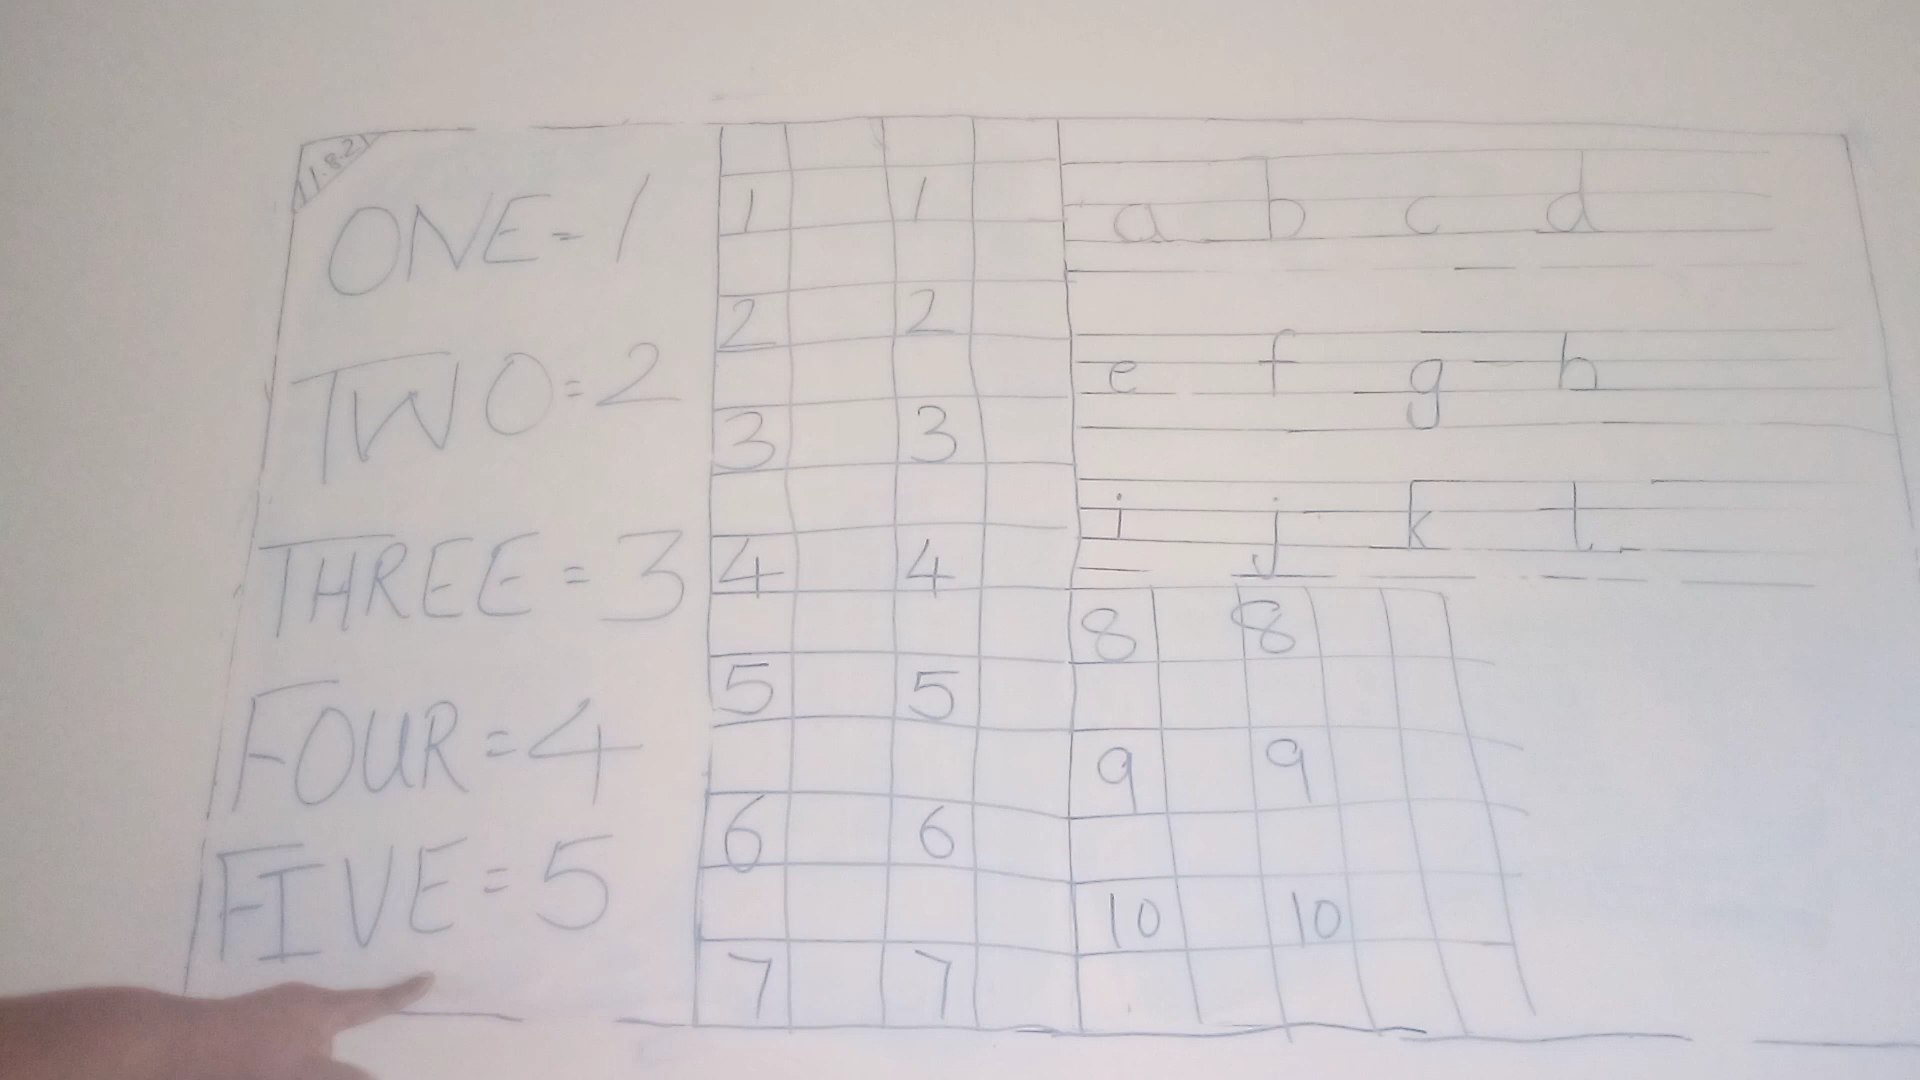 11.8.2
ONE=1
TWO=2
THREE=3
FOUR=4
FIVE=5
1 1
2 2
3 3
4 4
5 5
6 6
7 7
a b c d
e f g h
i j k l
8 8
9 9
10 10